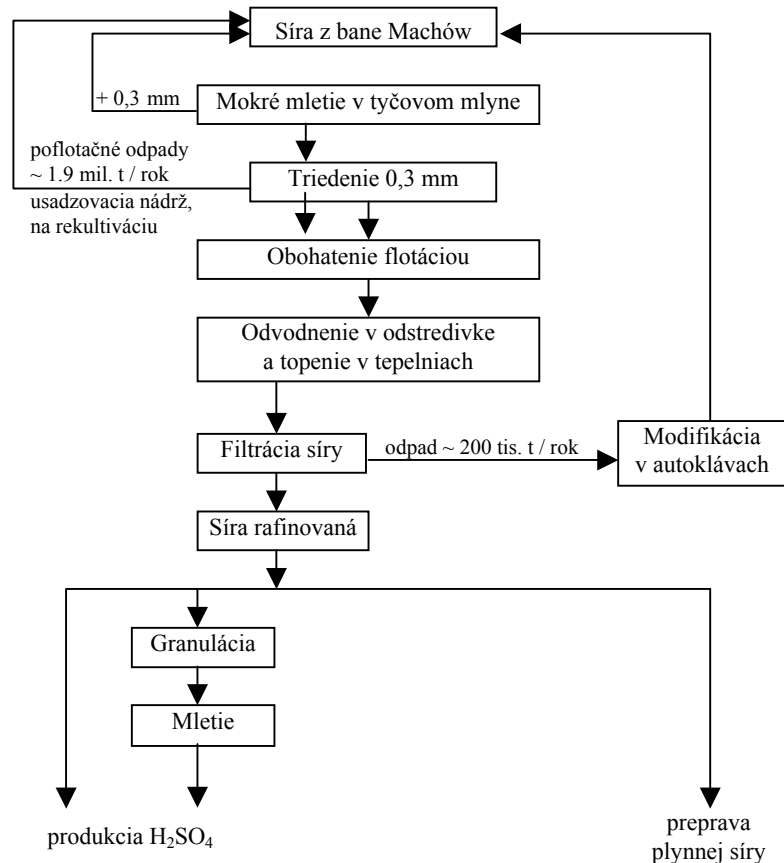 Síra z bane Machów
+ 0,3 mm
Mokré mletie v tyčovom mlyne
poflotačné odpady
~ 1.9 mil. t / rok
usadzovacia nádrž,
na rekultiváciu
Triedenie 0,3 mm
Obohatenie flotáciou
Odvodnenie v odstredivke
a topenie v tepelniach
Filtrácia síry
odpad ~ 200 tis. t / rok
Modifikácia
v autoklávach
Síra rafinovaná
Granulácia
Mletie
produkcia H₂SO₄
preprava
plynnej síry